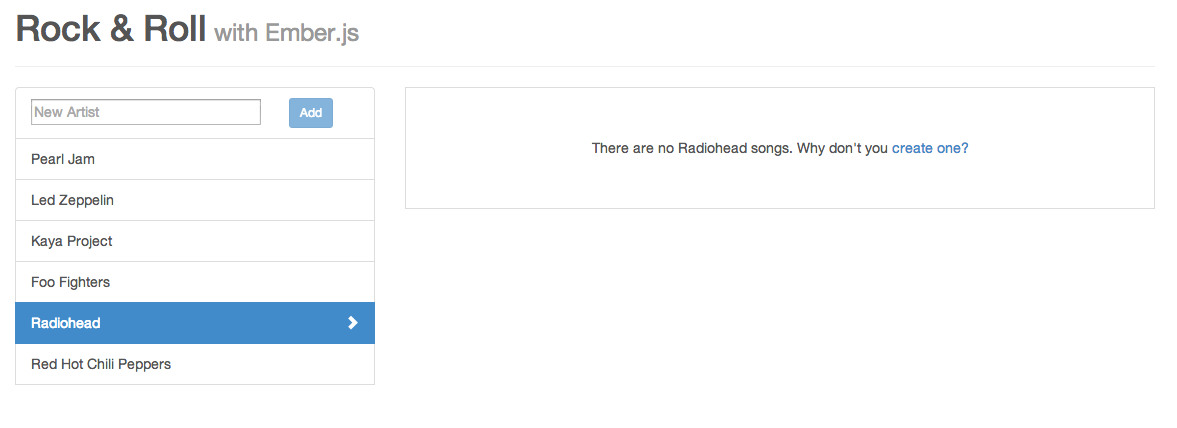 Rock & Roll with Ember.js
New Artist
Add
Pearl Jam
Led Zeppelin
Kaya Project
Foo Fighters
Radiohead
Red Hot Chili Peppers
There are no Radiohead songs. Why don't you create one?